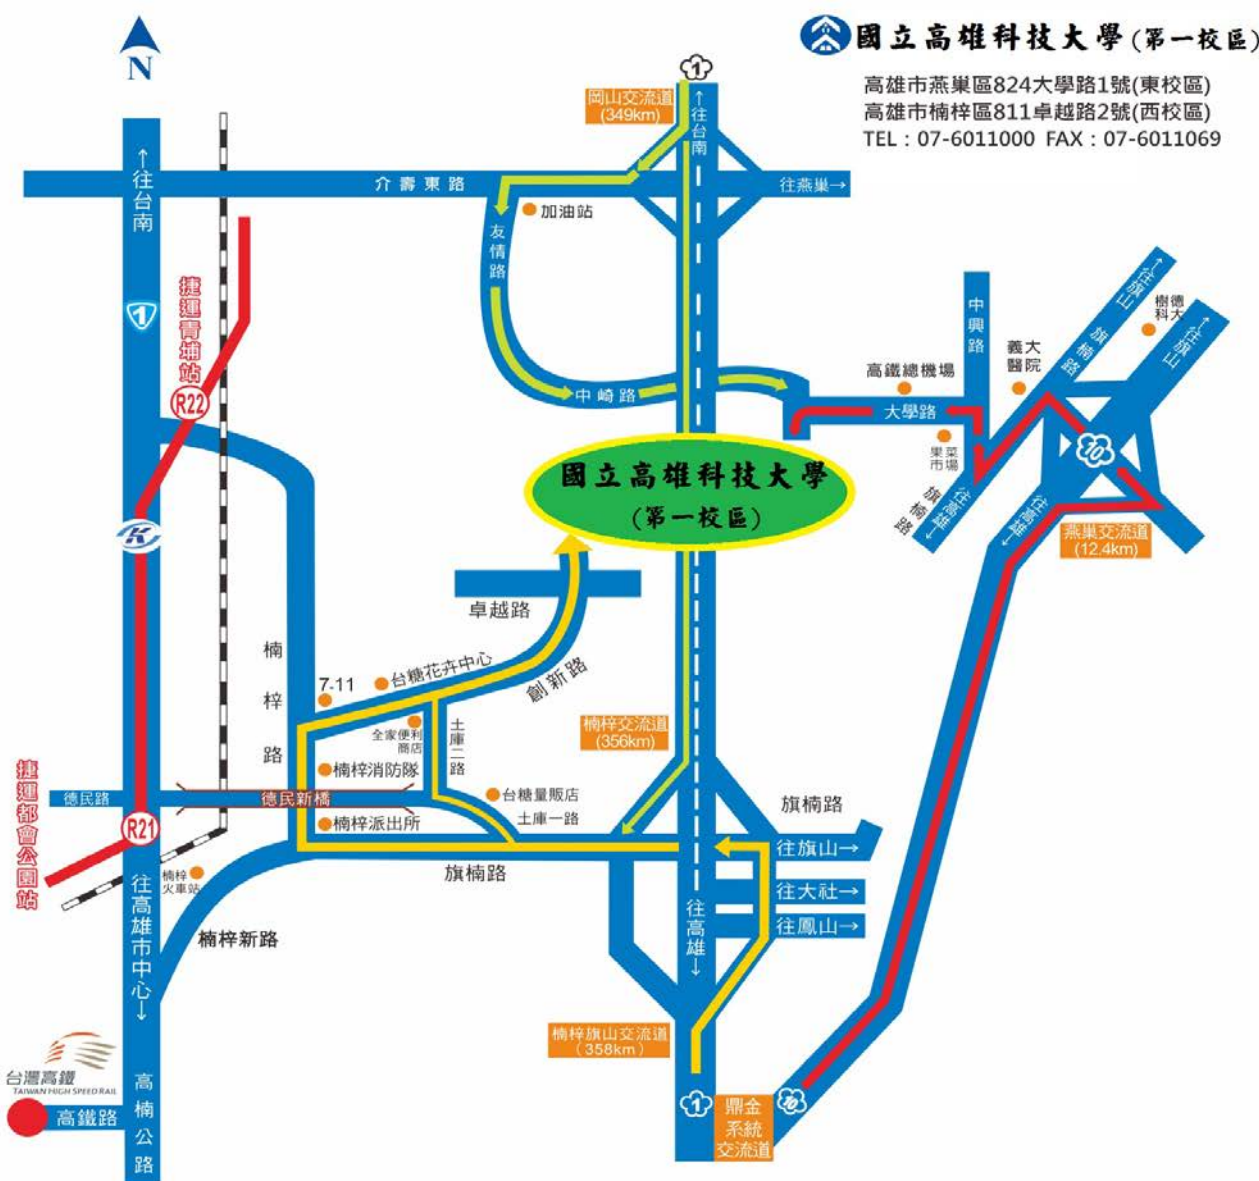 國立高雄科技大學(第一校區)
高雄市燕巢區824大學路1號(東校區)
高雄市楠梓區811卓越路2號(西校區)
TEL：07-6011000 FAX：07-6011069
N
1
岡山交流道
(349km)
↑往台南
↑往台南
介壽東路
往燕巢→
加油站
友情路
捷運青埔站
R22
1
中崎路
高鐵總機場
大學路
中興路
義大
醫院
旗楠路
↑往旗山
德大
樹科
↑往旗山
10
果菜
市場
旗楠路
往高雄↓
往高雄↓
燕巢交流道
(12.4km)
國立高雄科技大學
(第一校區)
K
卓越路
楠梓路
7-11
台糖花卉中心
創新路
全家便利
商店
土庫二路
楠梓交流道
(356km)
捷運都會公園站
德民路
德民新橋
楠梓消防隊
台糖量販店
土庫一路
旗楠路
R21
楠梓派出所
往旗山→
楠梓
火車站
旗楠路
往大社→
往鳳山→
往高雄市中心↓
楠梓新路
往高雄↓
楠梓旗山交流道
(358km)
台灣高鐵
TAIWAN HIGH SPEED RAIL
高鐵路
高楠公路
1
鼎金
系統
交流道
10